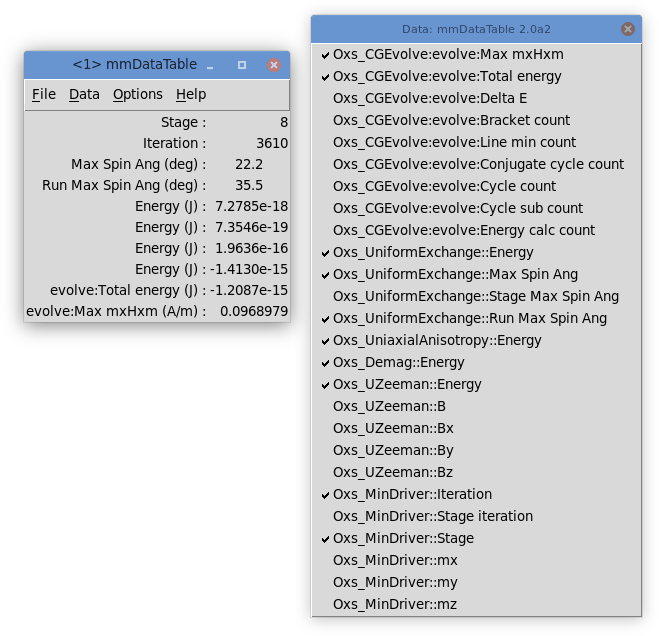 <1> mmDataTable
File Data Options Help
Stage : 8
Iteration : 3610
Max Spin Ang (deg) : 22.2
Run Max Spin Ang (deg) : 35.5
Energy (J) : 7.2785e-18
Energy (J) : 7.3546e-19
Energy (J) : 1.9636e-16
Energy (J) : -1.4130e-15
evolve:Total energy (J) : -1.2087e-15
evolve:Max mxHxm (A/m) : 0.0968979
Data: mmDataTable 2.0a2
Oxs_CGEvolve:evolve:Max mxHxm
Oxs_CGEvolve:evolve:Total energy
Oxs_CGEvolve:evolve:Delta E
Oxs_CGEvolve:evolve:Bracket count
Oxs_CGEvolve:evolve:Line min count
Oxs_CGEvolve:evolve:Conjugate cycle count
Oxs_CGEvolve:evolve:Cycle count
Oxs_CGEvolve:evolve:Cycle sub count
Oxs_CGEvolve:evolve:Energy calc count
Oxs_UniformExchange::Energy
Oxs_UniformExchange::Max Spin Ang
Oxs_UniformExchange::Stage Max Spin Ang
Oxs_UniformExchange::Run Max Spin Ang
Oxs_UniaxialAnisotropy::Energy
Oxs_Demag::Energy
Oxs_UZeeman::Energy
Oxs_UZeeman::B
Oxs_UZeeman::Bx
Oxs_UZeeman::By
Oxs_UZeeman::Bz
Oxs_MinDriver::Iteration
Oxs_MinDriver::Stage iteration
Oxs_MinDriver::Stage
Oxs_MinDriver::mx
Oxs_MinDriver::my
Oxs_MinDriver::mz